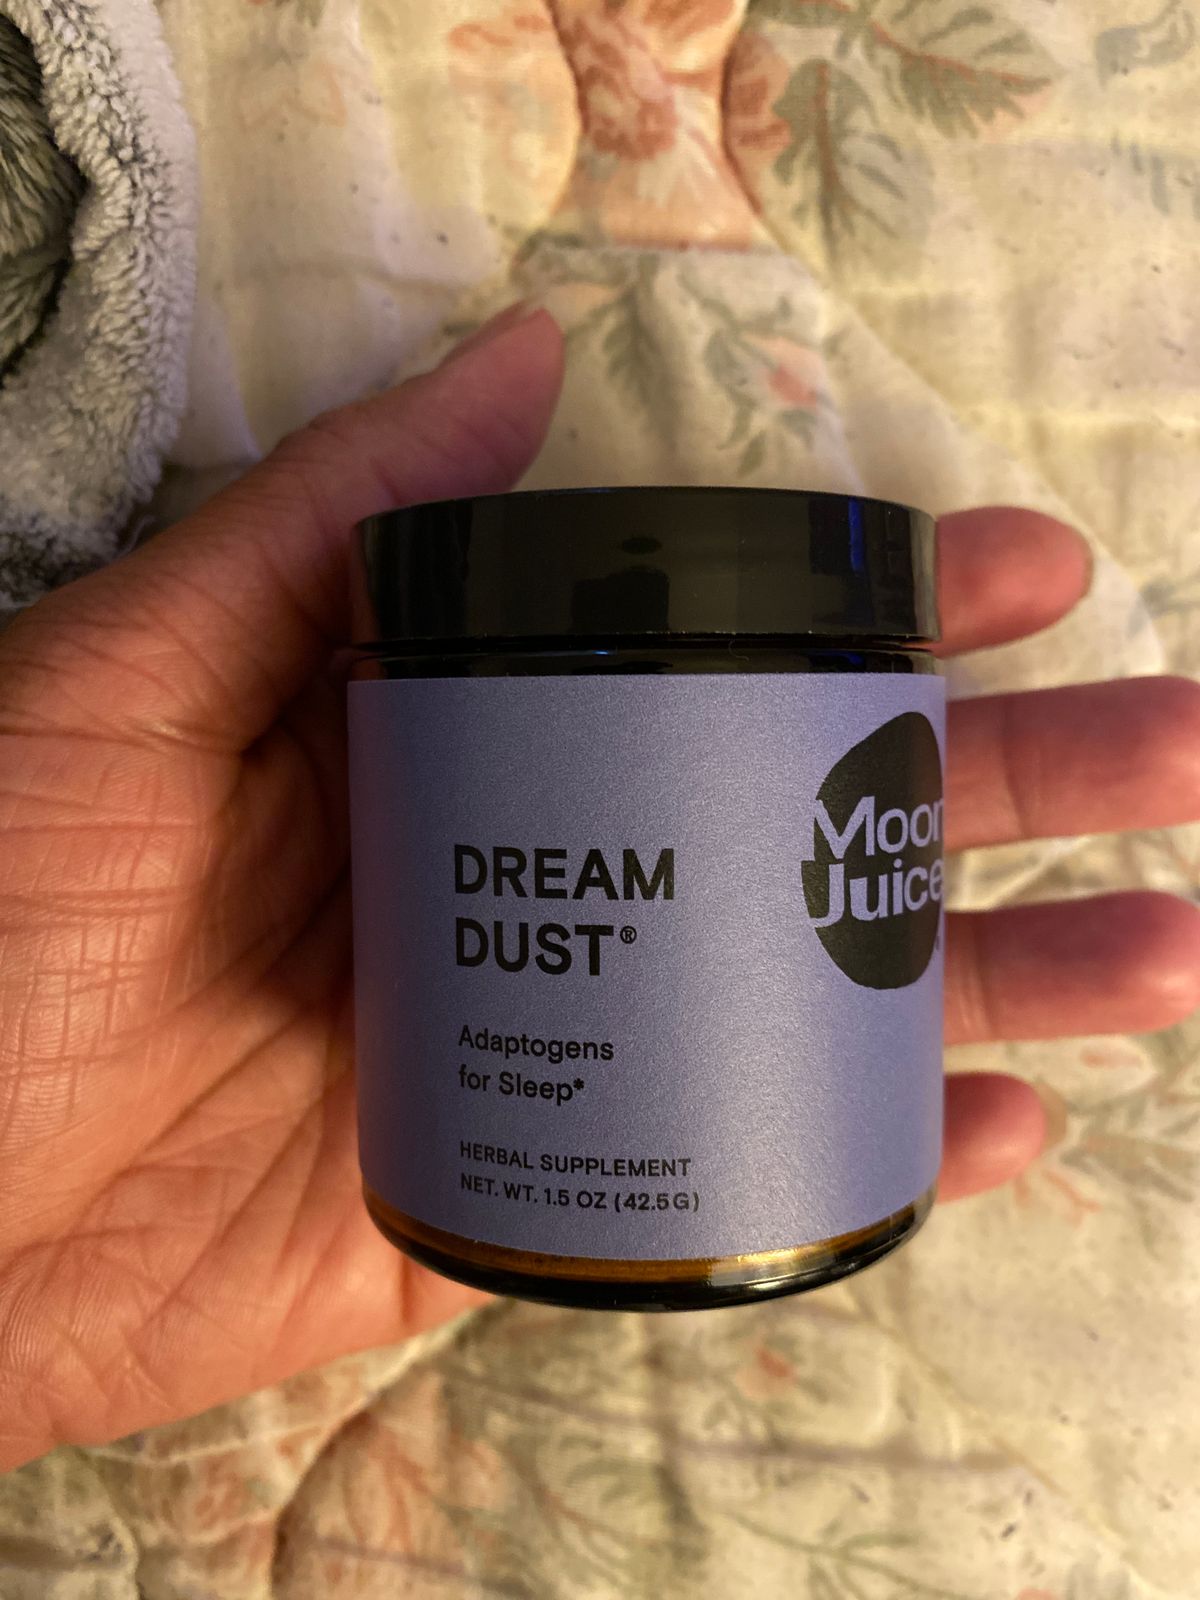 DREAM
DUST®
Adaptogens
for Sleep*
HERBAL SUPPLEMENT
NET. WT. 1.5 OZ (42.5 G)
Moon
Juice